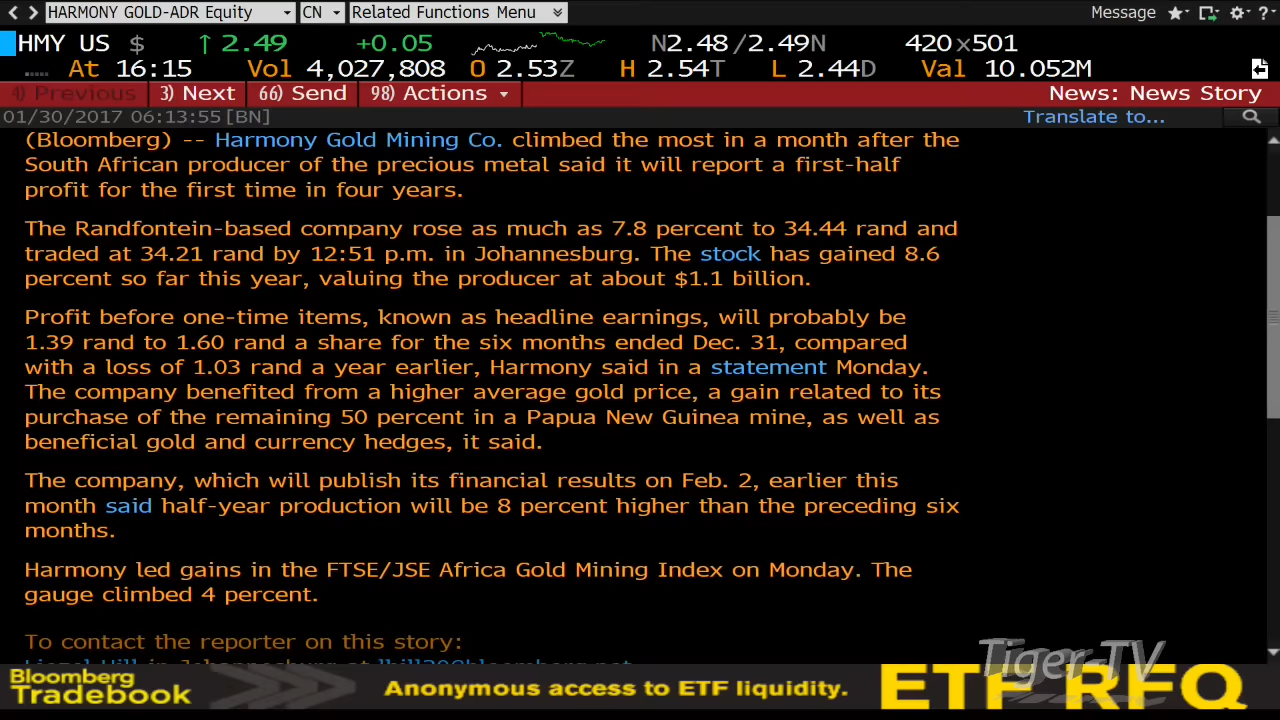 HARMONY GOLD-ADR Equity CN Related Functions Menu Message ?
HMY US $ ↑ 2.49 +0.05 N2.48 /2.49N 420 x 501
At 16:15 Vol 4,027,808 O 2.53Z H 2.54T L 2.44D Val 10.052M
4) Previous 3) Next 66) Send 98) Actions News: News Story
01/30/2017 06:13:55 [BN] Translate to...
(Bloomberg) -- Harmony Gold Mining Co. climbed the most in a month after the
South African producer of the precious metal said it will report a first-half
profit for the first time in four years.
The Randfontein-based company rose as much as 7.8 percent to 34.44 rand and
traded at 34.21 rand by 12:51 p.m. in Johannesburg. The stock has gained 8.6
percent so far this year, valuing the producer at about $1.1 billion.
Profit before one-time items, known as headline earnings, will probably be
1.39 rand to 1.60 rand a share for the six months ended Dec. 31, compared
with a loss of 1.03 rand a year earlier, Harmony said in a statement Monday.
The company benefited from a higher average gold price, a gain related to its
purchase of the remaining 50 percent in a Papua New Guinea mine, as well as
beneficial gold and currency hedges, it said.
The company, which will publish its financial results on Feb. 2, earlier this
month said half-year production will be 8 percent higher than the preceding six
months.
Harmony led gains in the FTSE/JSE Africa Gold Mining Index on Monday. The
gauge climbed 4 percent.
To contact the reporter on this story:
in Johannesburg at
TigerTV
Bloomberg
Tradebook
Anonymous access to ETF liquidity.
ETF RFQ